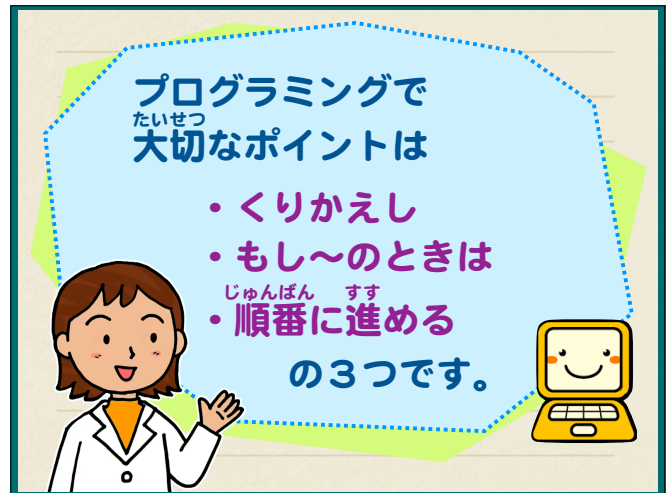 プログラミングで
たいせつ
大切なポイントは
・くりかえし
・もし～のときは
じゅんばん すす
・順番に進める
の３つです。